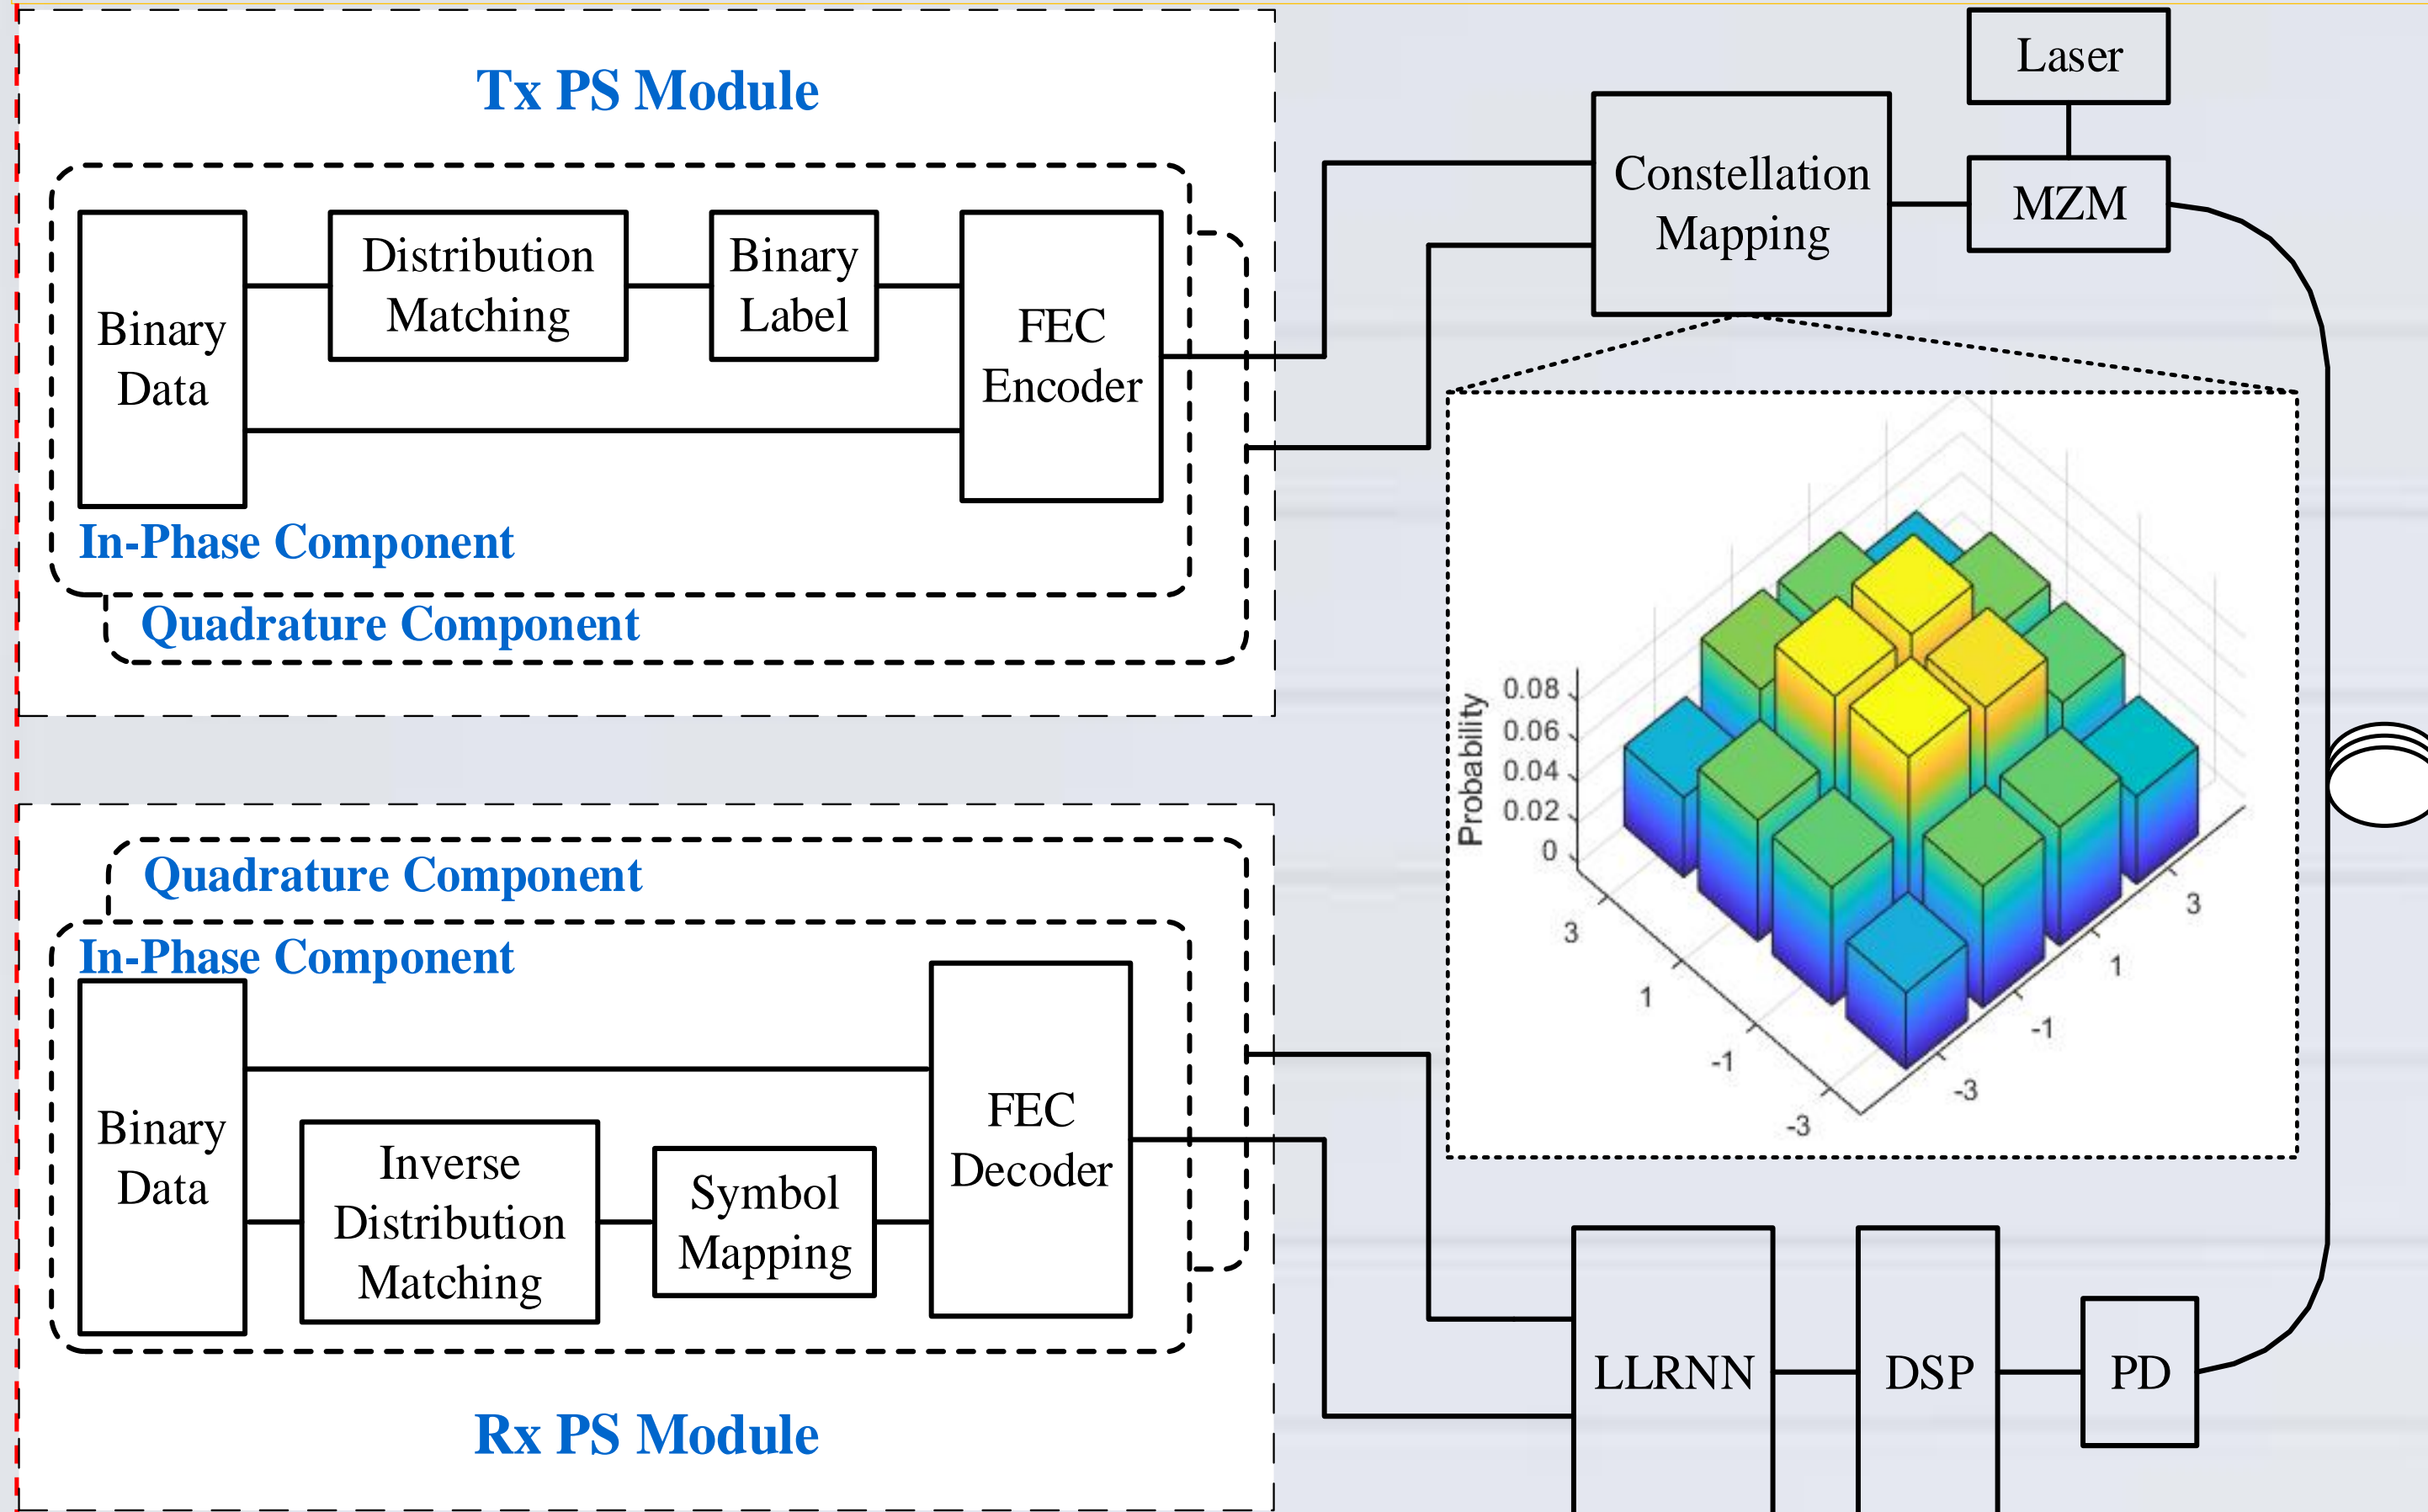 Tx PS Module
Binary
Data
Distribution
Matching
Binary
Label
FEC
Encoder
In-Phase Component
Quadrature Component
Constellation
Mapping
Laser
MZM
Probability
0.08
0.06
0.04
0.02
0
3
1
-1
-3
-3
-1
1
3
Quadrature Component
In-Phase Component
Binary
Data
Inverse
Distribution
Matching
Symbol
Mapping
FEC
Decoder
Rx PS Module
LLRNN
DSP
PD